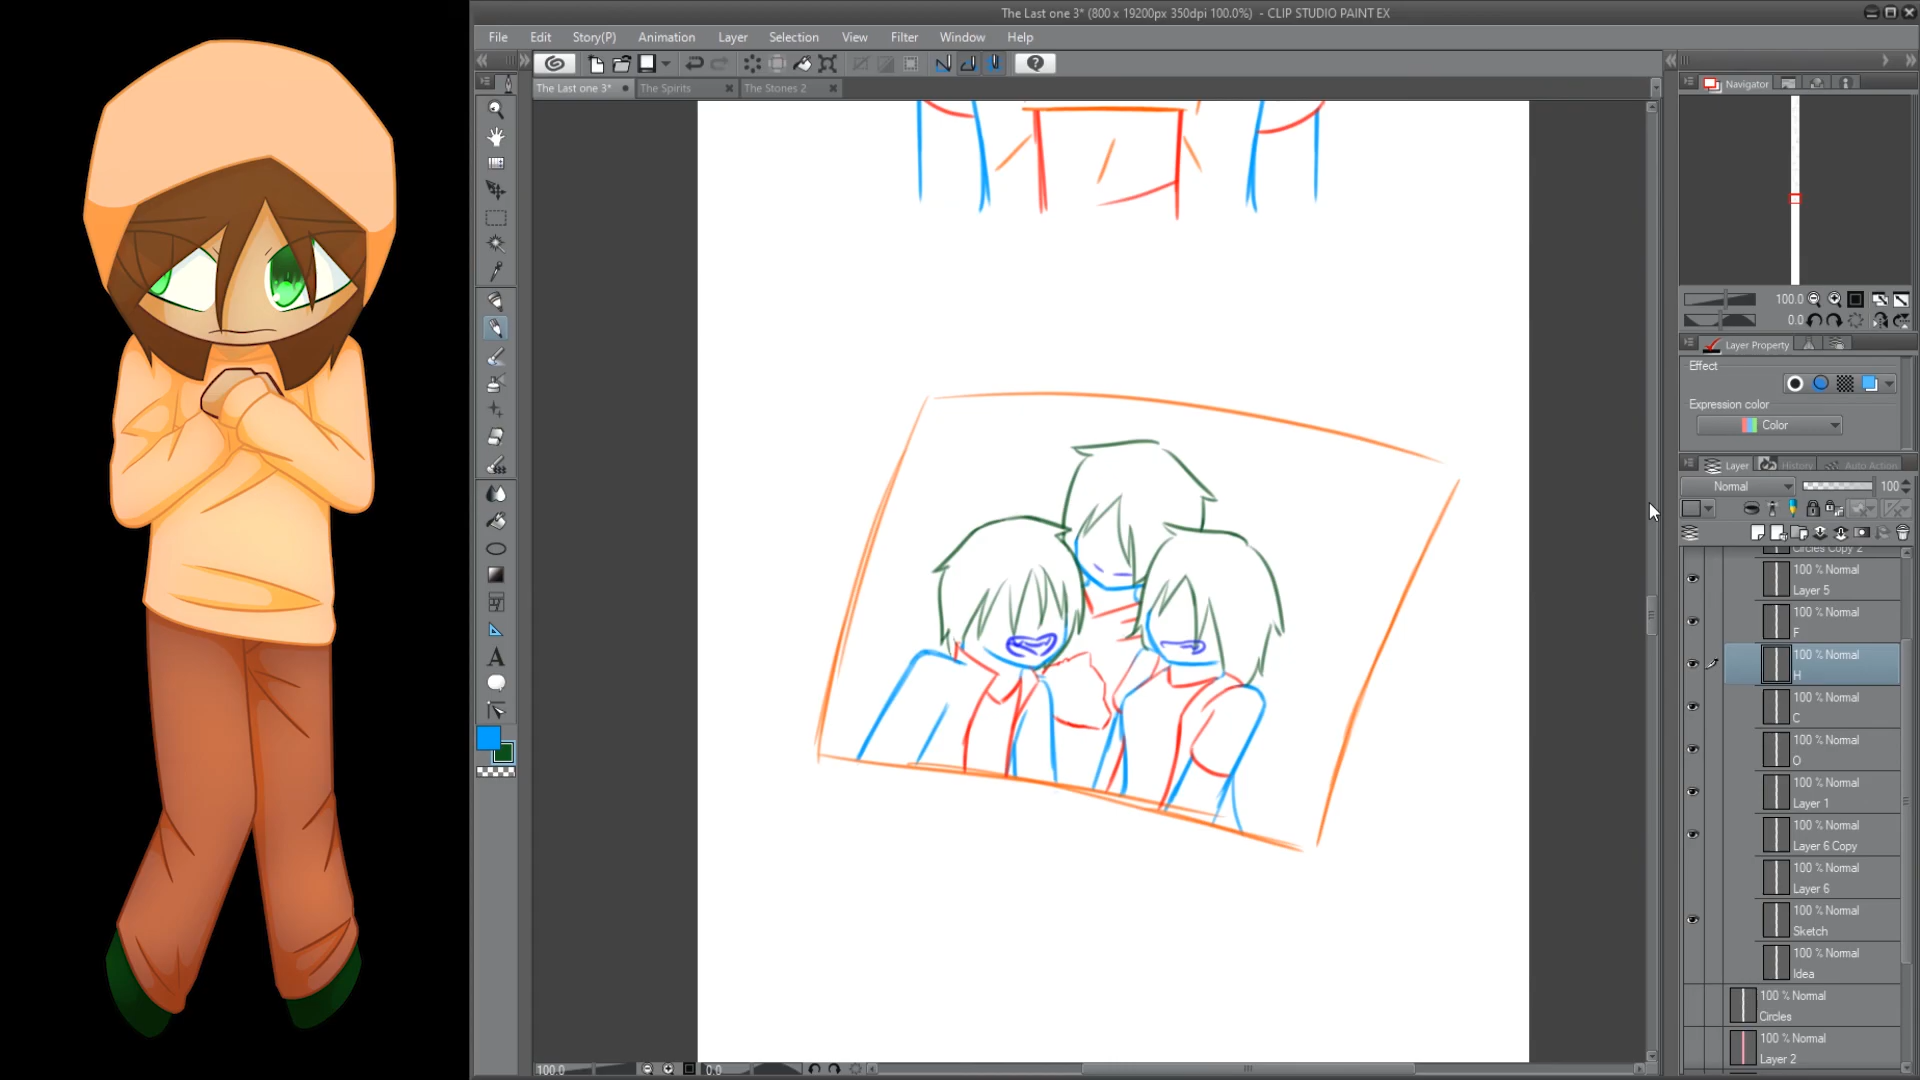 The Last one 3* (800 x 19200px 350dpi 100.0%) - CLIP STUDIO PAINT EX
File Edit Story(P) Animation Layer Selection View Filter Window Help
The Last one 3* The Spirits The Stones 2
Navigator
100.0
0.0
Layer Property
Effect
Expression color
Color
Layer History Auto Action
Normal 100
Circles Copy 2
100 % Normal
Layer 5
100 % Normal
F
100 % Normal
H
100 % Normal
C
100 % Normal
O
100 % Normal
Layer 1
100 % Normal
Layer 6 Copy
100 % Normal
Layer 6
100 % Normal
Sketch
100 % Normal
Idea
100 % Normal
Circles
100 % Normal
Layer 2
A
100.0 0.0